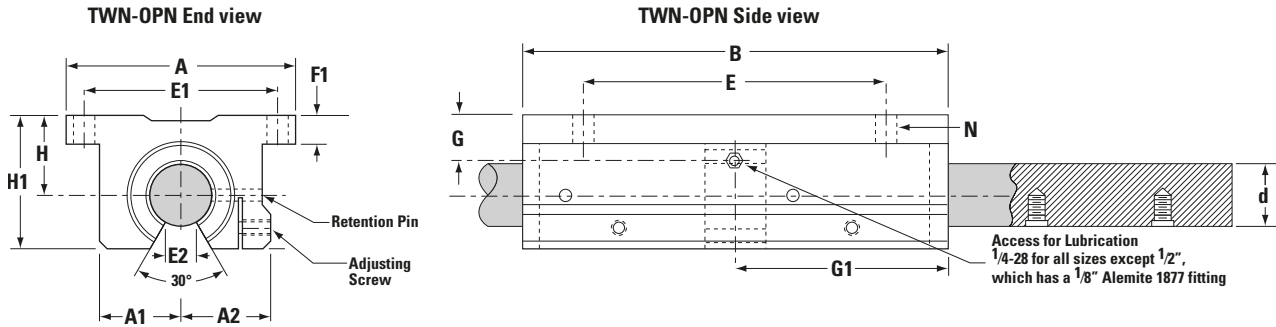 TWN-OPN End view
TWN-OPN Side view
A
E1
F1
H
H1
Retention Pin
Adjusting
Screw
E2
30°
A1
A2
B
E
G
N
d
G1
Access for Lubrication
1/4-28 for all sizes except 1/2",
which has a 1/8" Alemite 1877 fitting